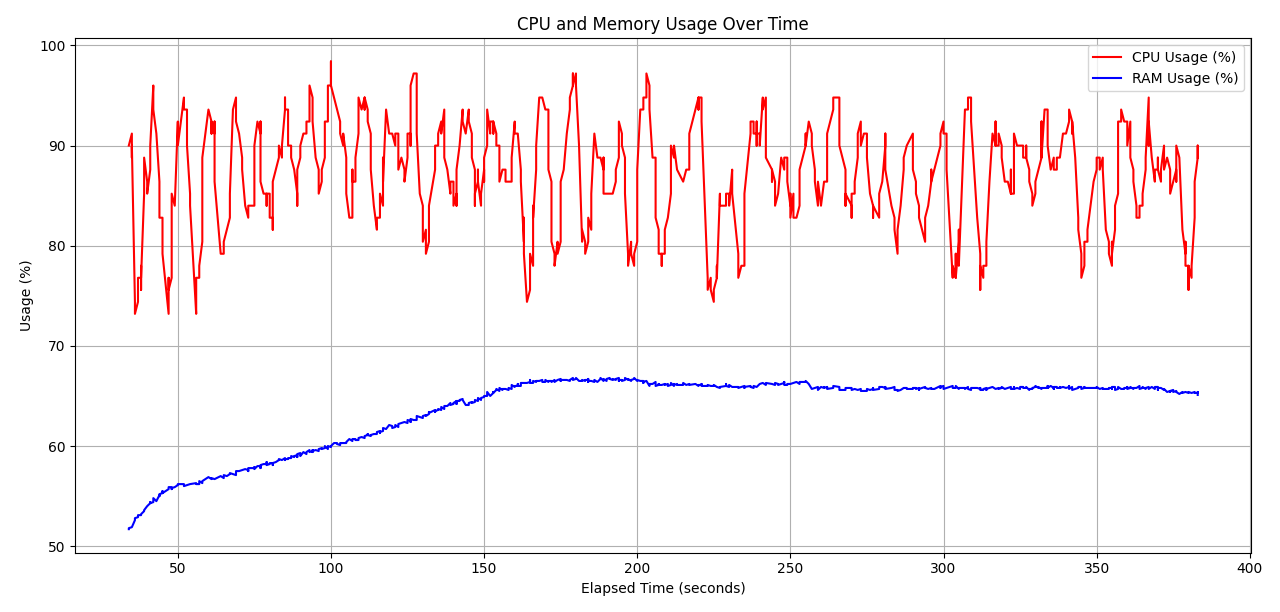 CPU and Memory Usage Over Time
CPU Usage (%)
RAM Usage (%)
Usage (%)
100
90
80
70
60
50
50
100
150
200
250
300
350
400
Elapsed Time (seconds)